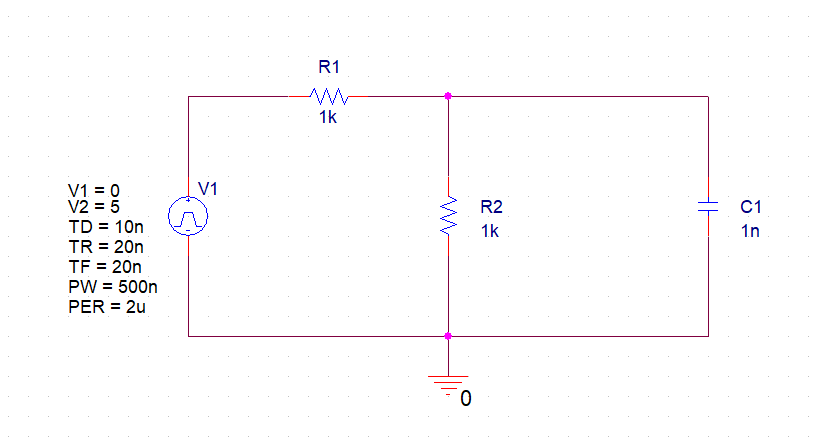 R1
1k
V1
V1 = 0
V2 = 5
TD = 10n
TR = 20n
TF = 20n
PW = 500n
PER = 2u
R2
1k
C1
1n
0